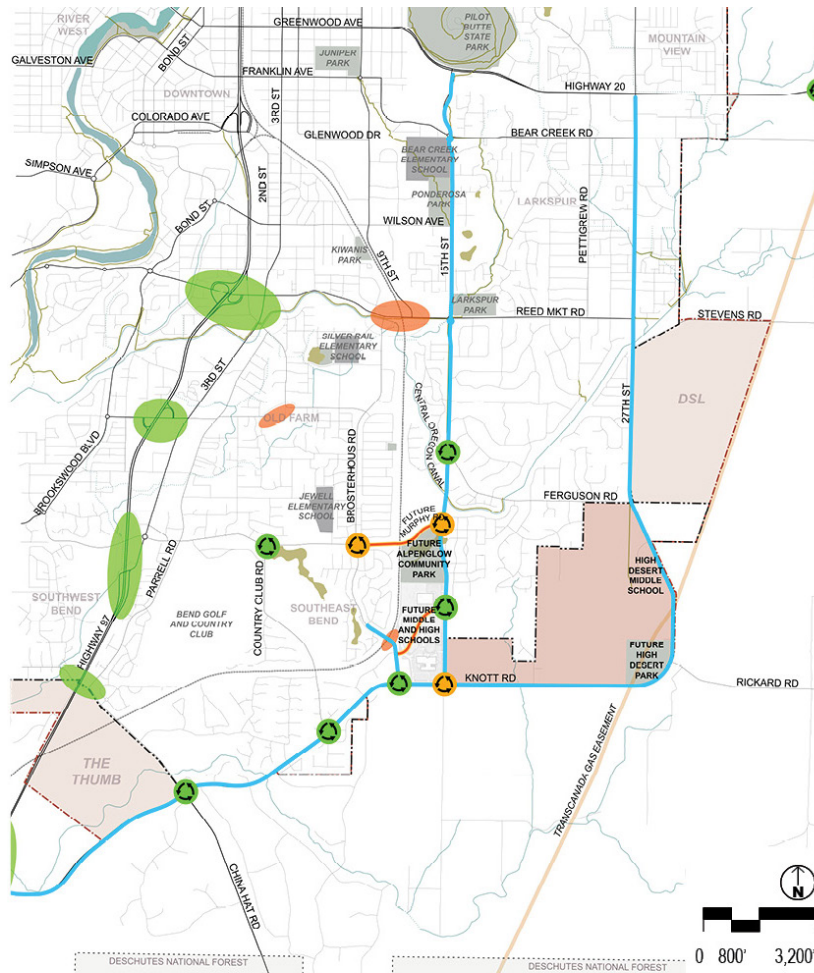 RIVER
WEST
GREENWOOD AVE
PILOT
BUTTE
STATE
PARK
MOUNTAIN
VIEW
GALVESTON AVE
BOND ST
JUNIPER
PARK
FRANKLIN AVE
HIGHWAY 20
DOWNTOWN
3RD ST
COLORADO AVE
GLENWOOD DR
BEAR CREEK RD
BEAR CREEK
ELEMENTARY
SCHOOL
SIMPSON AVE
2ND ST
PONDEROSA
PARK
LARKSPUR
PETTIGREW RD
BOND ST
WILSON AVE
KIWANIS
PARK
9TH ST
15TH ST
LARKSPUR
PARK
REED MKT RD
STEVENS RD
SILVER RAIL
ELEMENTARY
SCHOOL
3RD ST
CENTRAL OREGON
CANAL
27TH ST
DSL
OLD FARM
BROOKSWOOD BLVD
BROSTERHOUS RD
JEWELL
ELEMENTARY
SCHOOL
FERGUSON RD
FUTURE
MURPHY RD
FUTURE
ALPENGLOW
COMMUNITY
PARK
PARRELL RD
COUNTRY CLUB RD
HIGH
DESERT
MIDDLE
SCHOOL
SOUTHWEST
BEND
BEND GOLF
AND COUNTRY
CLUB
SOUTHEAST
BEND
FUTURE
MIDDLE
AND HIGH
SCHOOLS
HIGHWAY 97
FUTURE
HIGH
DESERT
PARK
KNOTT RD
RICKARD RD
THE
THUMB
TRANSCANADA GAS EASEMENT
CHINA HAT RD
N
0 800' 3,200'
DESCHUTES NATIONAL FOREST
DESCHUTES NATIONAL FOREST